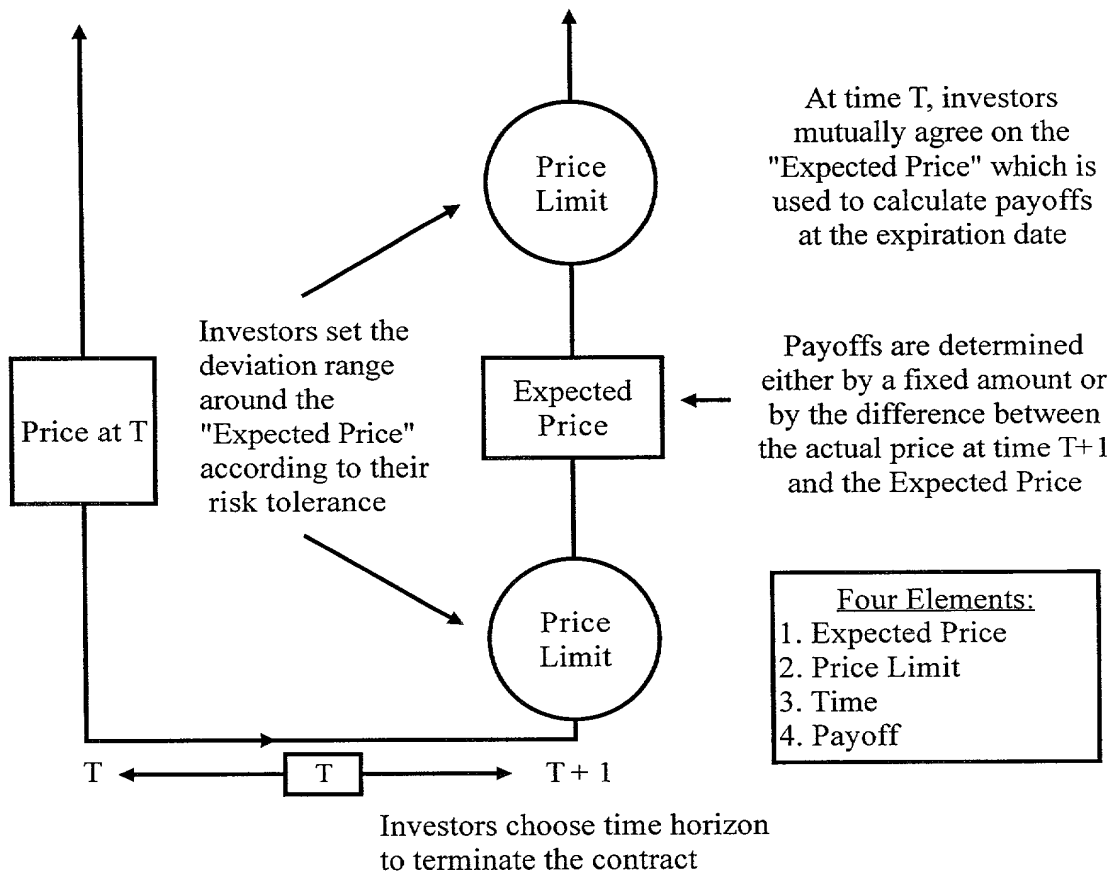 Price
Limit
At time T, investors
mutually agree on the
"Expected Price" which is
used to calculate payoffs
at the expiration date
Investors set the
deviation range
around the
"Expected Price"
according to their
risk tolerance
Price at T
Expected
Price
Payoffs are determined
either by a fixed amount or
by the difference between
the actual price at time T+1
and the Expected Price
Price
Limit
Four Elements:
1. Expected Price
2. Price Limit
3. Time
4. Payoff
T
T
T + 1
Investors choose time horizon
to terminate the contract